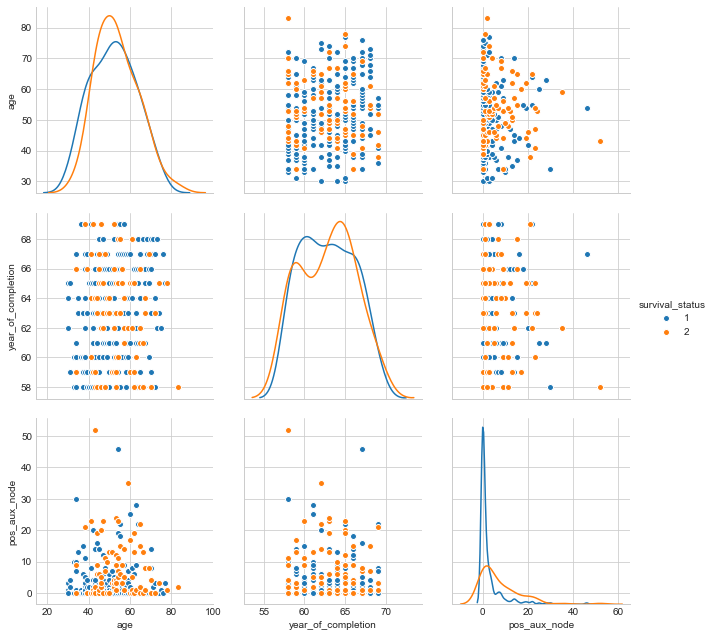 80
70
60
50
40
30
age
68
66
64
62
60
58
year_of_completion
survival_status
1
2
50
40
30
20
10
0
pos_aux_node
20 40 60 80 100
age
55 60 65 70
year_of_completion
0 20 40 60
pos_aux_node